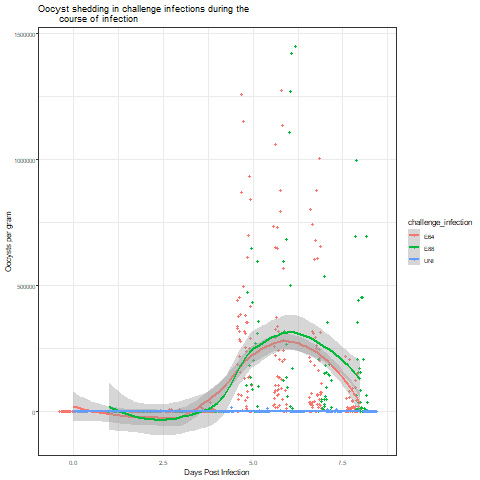 Oocyst shedding in challenge infections during the
course of infection
1500000
1000000
500000
0
Oocysts per gram
0.0
2.5
5.0
7.5
Days Post Infection
challenge_infection
E64
E88
UNI